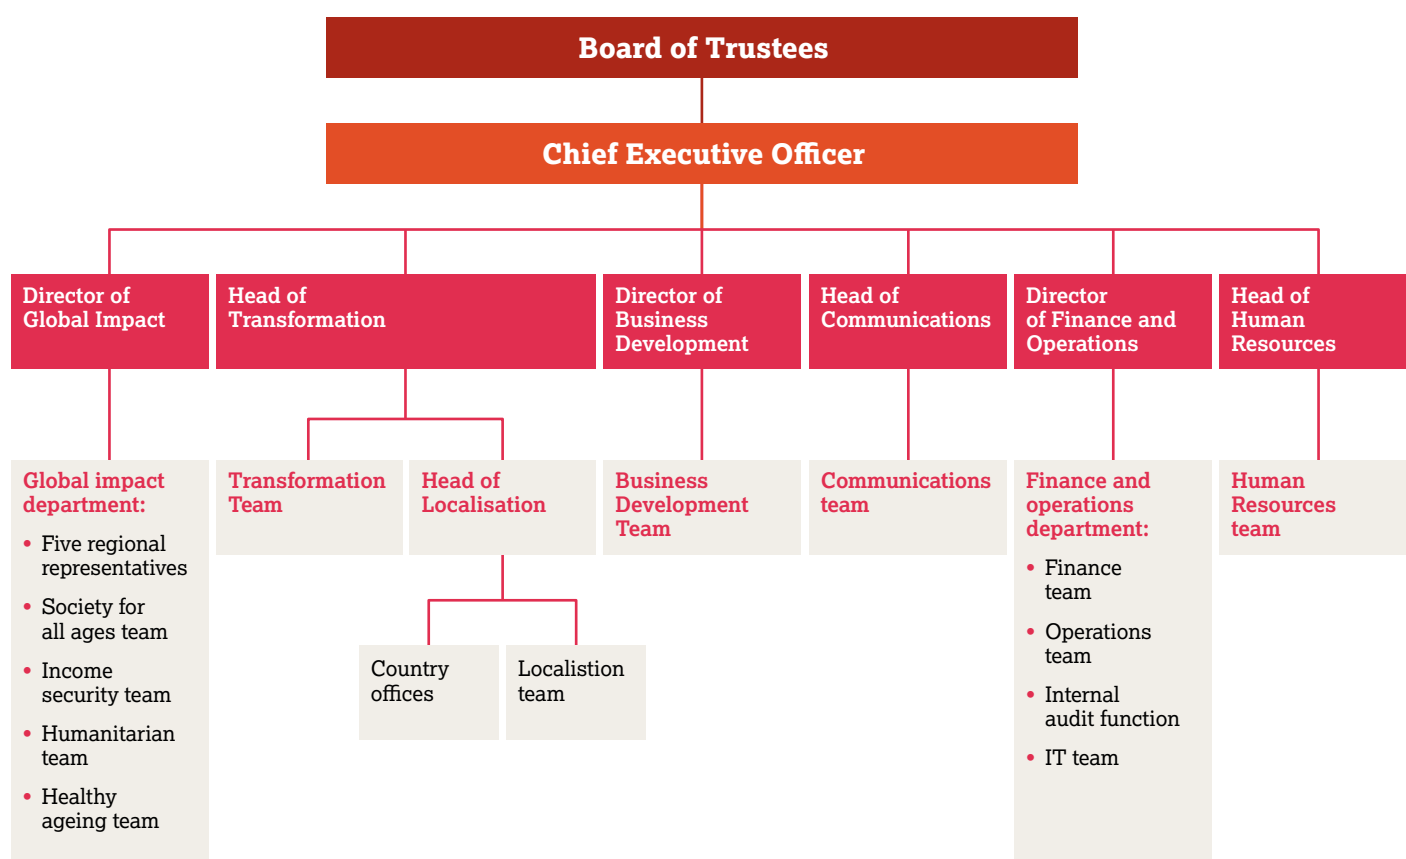 Board of Trustees
Chief Executive Officer
Director of
Global Impact
Head of
Transformation
Director of
Business
Development
Head of
Communications
Director
of Finance and
Operations
Head of
Human
Resources
Global impact
department:
• Five regional
representatives
• Society for
all ages team
• Income
security team
• Humanitarian
team
• Healthy
ageing team
Transformation
Team
Head of
Localisation
Country
offices
Localistion
team
Business
Development
Team
Communications
team
Finance and
operations
department:
• Finance
team
• Operations
team
• Internal
audit function
• IT team
Human
Resources
team